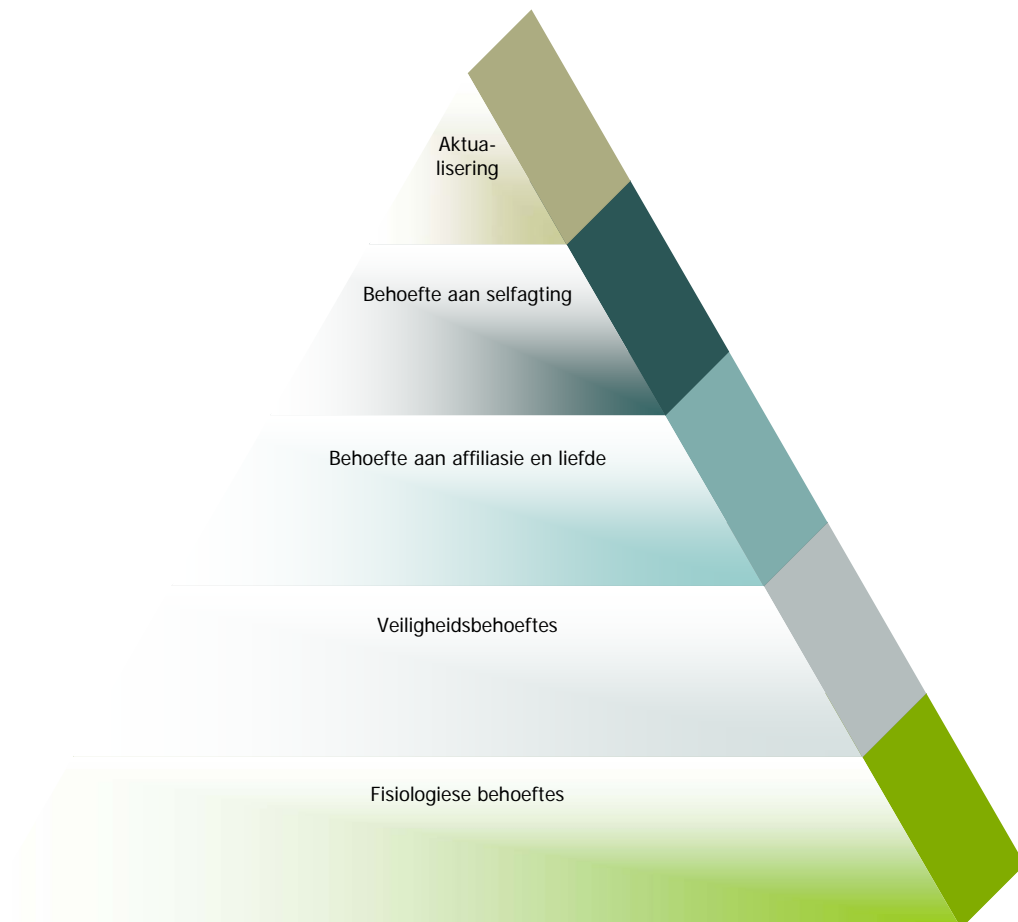 Aktua-
lisering
Behoefte aan selfagting
Behoefte aan affiliasie en liefde
Veiligheidsbehoeftes
Fisiologiese behoeftes